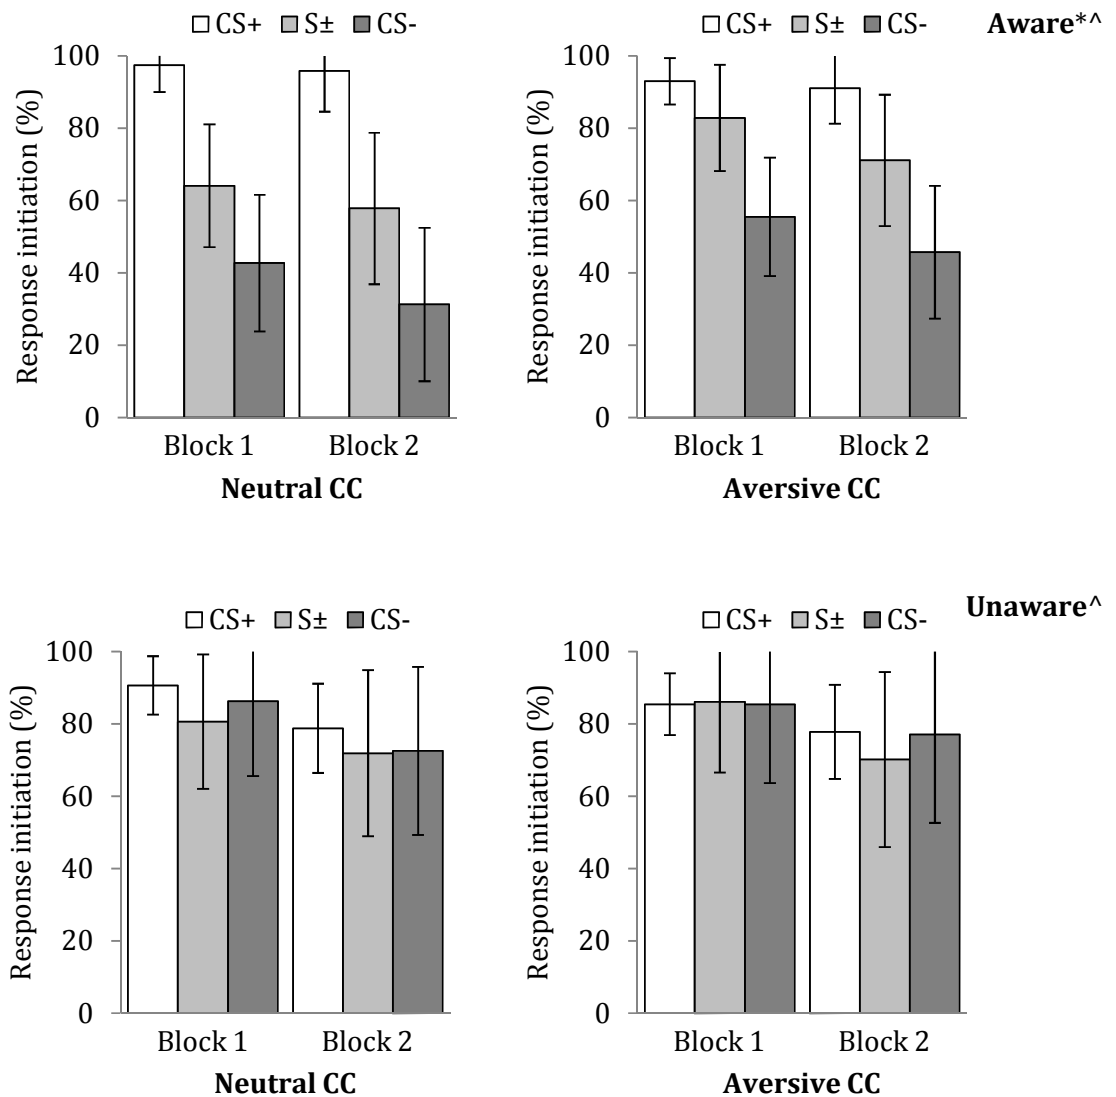 CS+ S± CS-
Response initiation (%)
100
80
60
40
20
0
Block 1 Block 2
Neutral CC
CS+ S± CS-
Aware*^
Response initiation (%)
100
80
60
40
20
0
Block 1 Block 2
Aversive CC
CS+ S± CS-
Response initiation (%)
100
80
60
40
20
0
Block 1 Block 2
Neutral CC
Unaware^
CS+ S± CS-
Response initiation (%)
100
80
60
40
20
0
Block 1 Block 2
Aversive CC